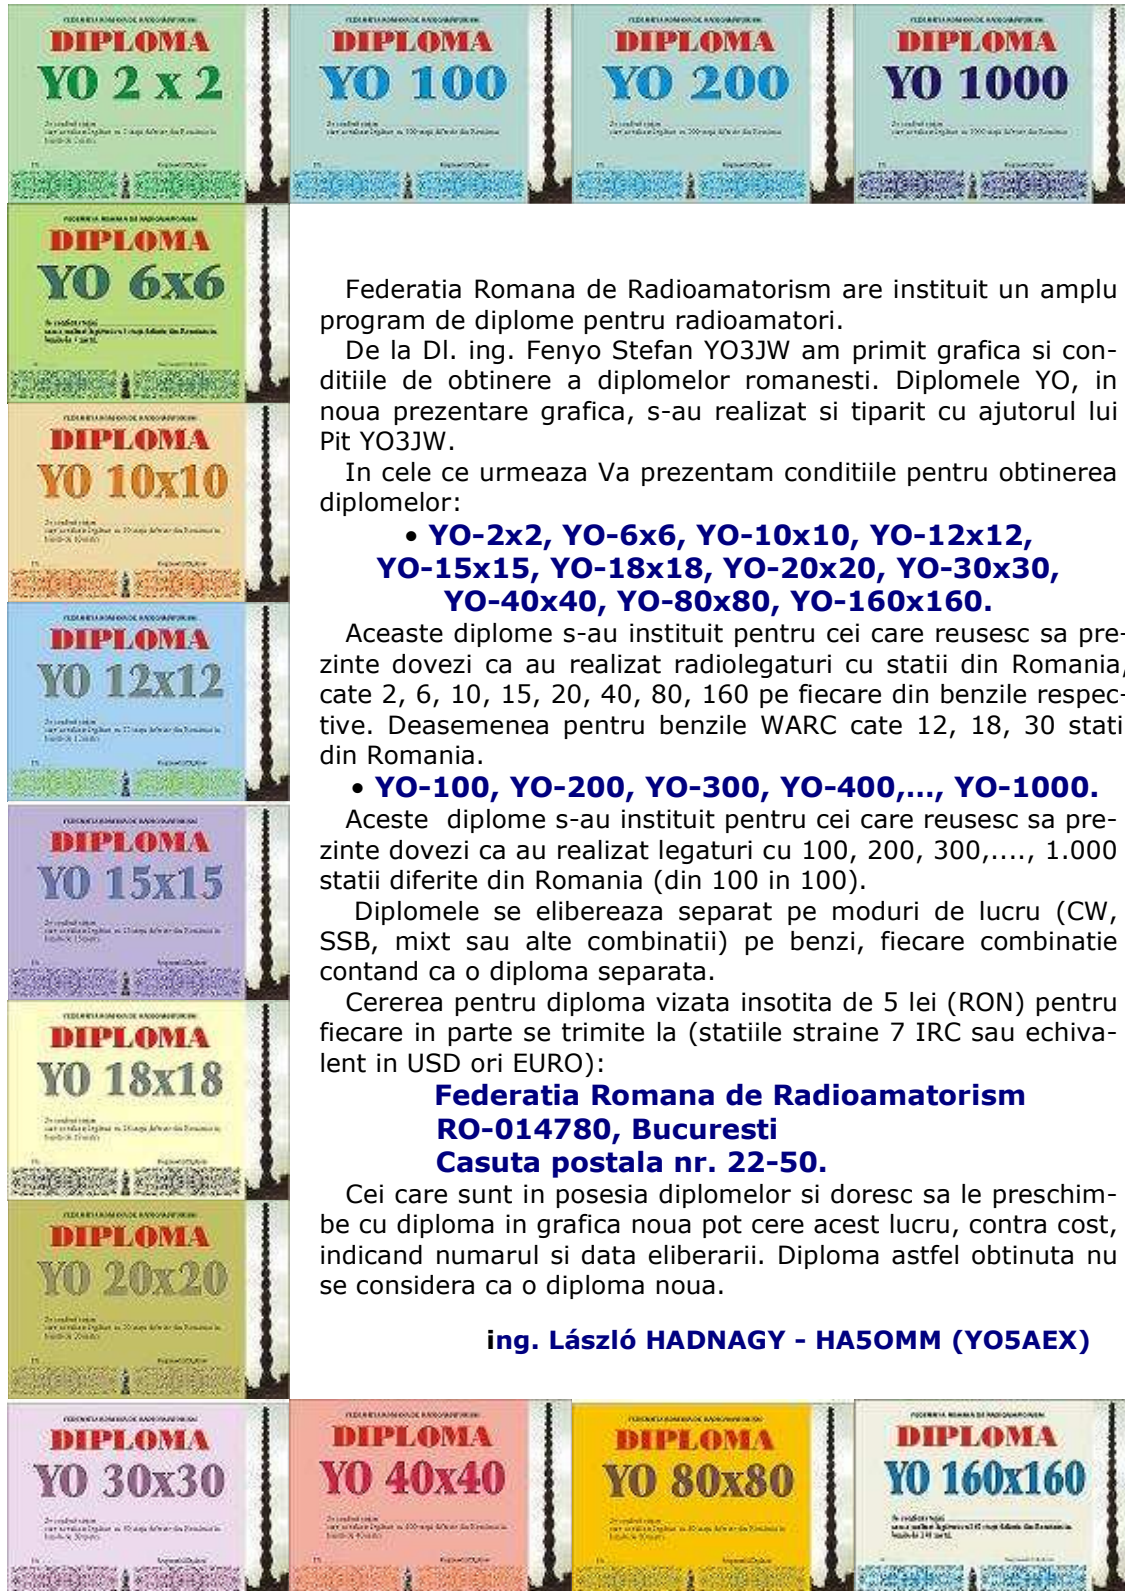 DIPLOMA
YO 2 x 2
DIPLOMA
YO 100
DIPLOMA
YO 200
DIPLOMA
YO 1000
FEDERATIA ROMANA DE RADIOAMATORISM
DIPLOMA
YO 6x6
DIPLOMA
YO 10x10
DIPLOMA
YO 12x12
DIPLOMA
YO 15x15
DIPLOMA
YO 18x18
DIPLOMA
YO 20x20
Federatia Romana de Radioamatorism are instituit un amplu
program de diplome pentru radioamatori.
De la Dl. ing. Fenyo Stefan YO3JW am primit grafica si con-
ditiile de obtinere a diplomelor romanesti. Diplomele YO, in
noua prezentare grafica, s-au realizat si tiparit cu ajutorul lui
Pit YO3JW.
In cele ce urmeaza Va prezentam conditiile pentru obtinerea
diplomelor:
• YO-2x2, YO-6x6, YO-10x10, YO-12x12,
YO-15x15, YO-18x18, YO-20x20, YO-30x30,
YO-40x40, YO-80x80, YO-160x160.
Aceaste diplome s-au instituit pentru cei care reusesc sa pre-
zinte dovezi ca au realizat radiolegaturi cu statii din Romania,
cate 2, 6, 10, 15, 20, 40, 80, 160 pe fiecare din benzile respec-
tive. Deasemenea pentru benzile WARC cate 12, 18, 30 stati
din Romania.
• YO-100, YO-200, YO-300, YO-400,..., YO-1000.
Aceste diplome s-au instituit pentru cei care reusesc sa pre-
zinte dovezi ca au realizat legaturi cu 100, 200, 300,...., 1.000
statii diferite din Romania (din 100 in 100).
Diplomele se elibereaza separat pe moduri de lucru (CW,
SSB, mixt sau alte combinatii) pe benzi, fiecare combinatie
contand ca o diploma separata.
Cererea pentru diploma vizata insotita de 5 lei (RON) pentru
fiecare in parte se trimite la (statiile straine 7 IRC sau echiva-
lent in USD ori EURO):
Federatia Romana de Radioamatorism
RO-014780, Bucuresti
Casuta postala nr. 22-50.
Cei care sunt in posesia diplomelor si doresc sa le preschim-
be cu diploma in grafica noua pot cere acest lucru, contra cost,
indicand numarul si data eliberarii. Diploma astfel obtinuta nu
se considera ca o diploma noua.
ing. László HADNAGY - HA5OMM (YO5AEX)
DIPLOMA
YO 30x30
DIPLOMA
YO 40x40
DIPLOMA
YO 80x80
DIPLOMA
YO 160x160